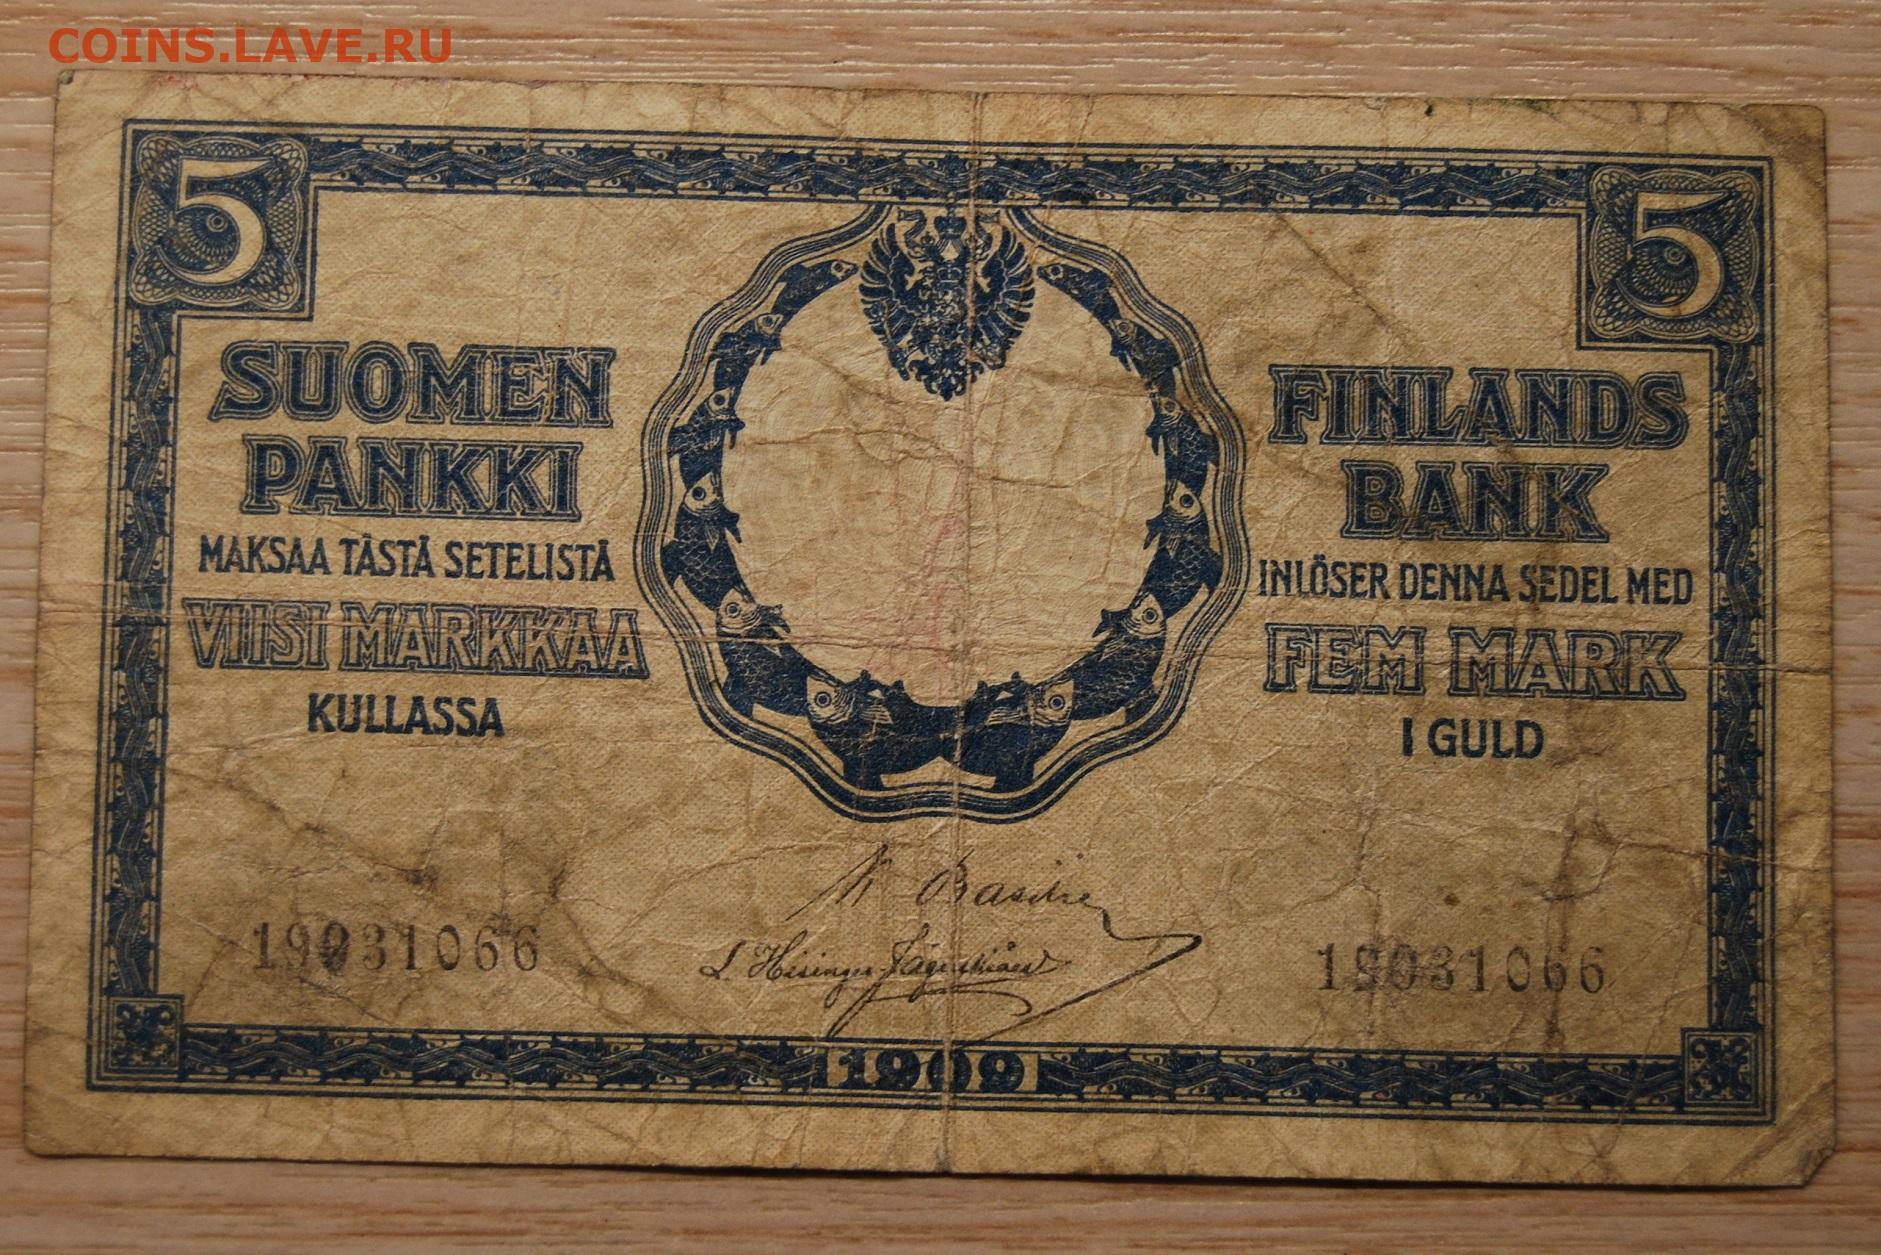 COINS.LAVE.RU
5
5
SUOMEN
PANKKI
MAKSAA TÄSTÄ SETELISTÄ
VIISI MARKKAA
KULLASSA
FINLANDS
BANK
INLÖSER DENNA SEDEL MED
FEM MARK
I GULD
19031066
19031066
1909